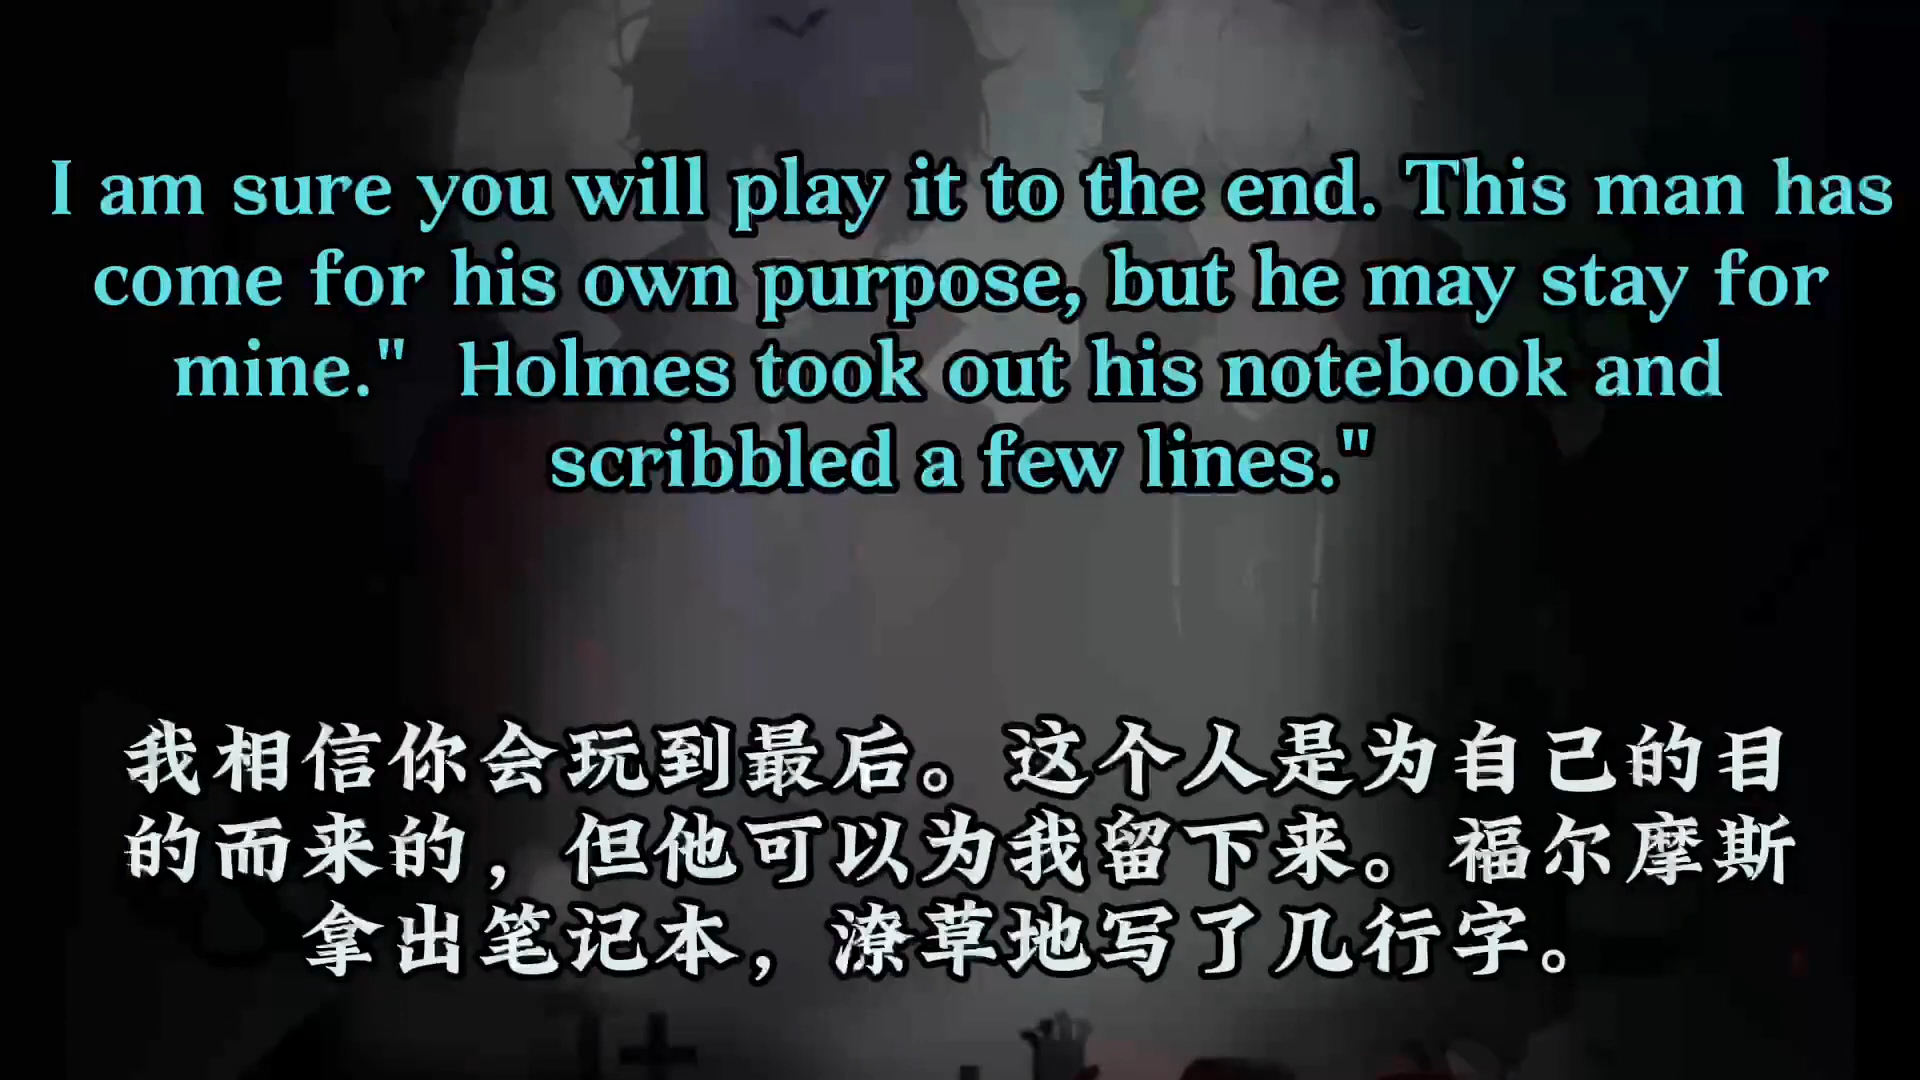 I am sure you will play it to the end. This man has
come for his own purpose, but he may stay for
mine."  Holmes took out his notebook and
scribbled a few lines."
我相信你会玩到最后。这个人是为自己的目
的而来的，但他可以为我留下来。福尔摩斯
拿出笔记本，潦草地写了几行字。